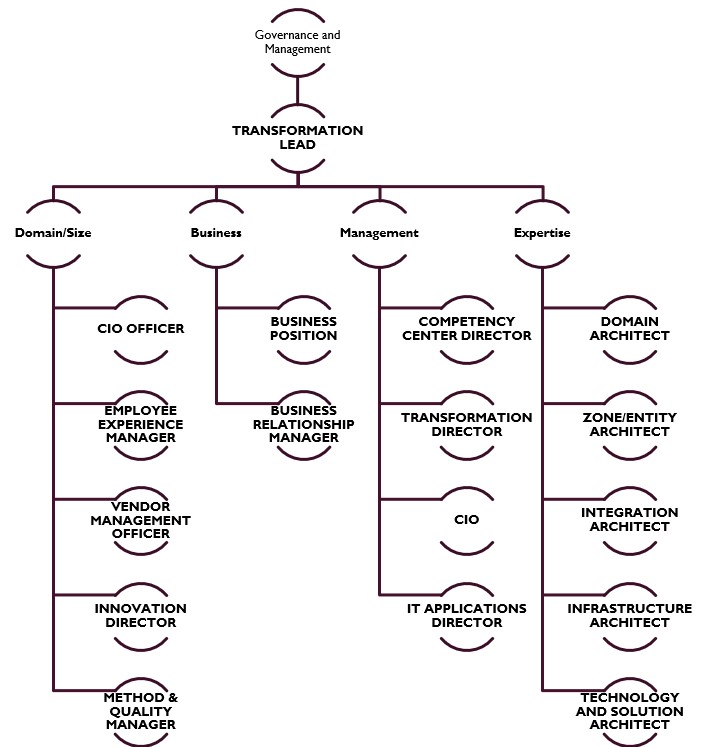 Governance and
Management
TRANSFORMATION
LEAD
Domain/Size
Business
Management
Expertise
CIO OFFICER
EMPLOYEE
EXPERIENCE
MANAGER
VENDOR
MANAGEMENT
OFFICER
INNOVATION
DIRECTOR
METHOD &
QUALITY
MANAGER
BUSINESS
POSITION
BUSINESS
RELATIONSHIP
MANAGER
COMPETENCY
CENTER DIRECTOR
TRANSFORMATION
DIRECTOR
CIO
IT APPLICATIONS
DIRECTOR
DOMAIN
ARCHITECT
ZONE/ENTITY
ARCHITECT
INTEGRATION
ARCHITECT
INFRASTRUCTURE
ARCHITECT
TECHNOLOGY
AND SOLUTION
ARCHITECT